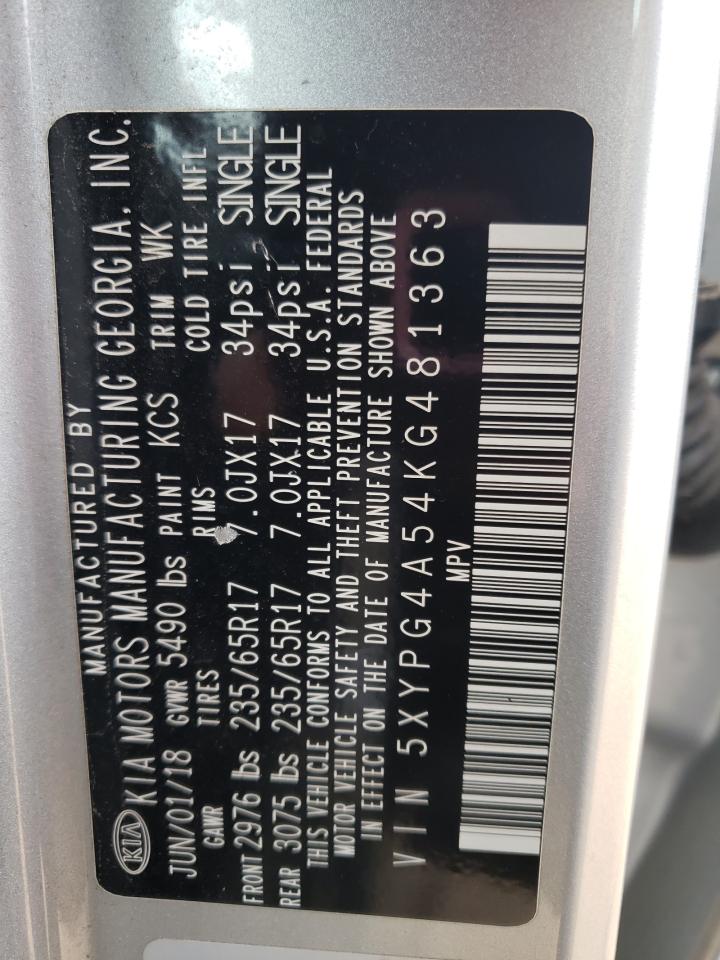 MANUFACTURED BY
KIA KIA MOTORS MANUFACTURING GEORGIA, INC.
JUN/01/18 GVWR 5490 lbs PAINT KCS TRIM WK
GAWR TIRES RIMS COLD TIRE INFL
FRONT 2976 lbs 235/65R17 7.0JX17 34psi SINGLE
REAR 3075 lbs 235/65R17 7.0JX17 34psi SINGLE
THIS VEHICLE CONFORMS TO ALL APPLICABLE U.S.A. FEDERAL
MOTOR VEHICLE SAFETY AND THEFT PREVENTION STANDARDS
IN EFFECT ON THE DATE OF MANUFACTURE SHOWN ABOVE
VIN 5XYPG4A54KG481363
MPV